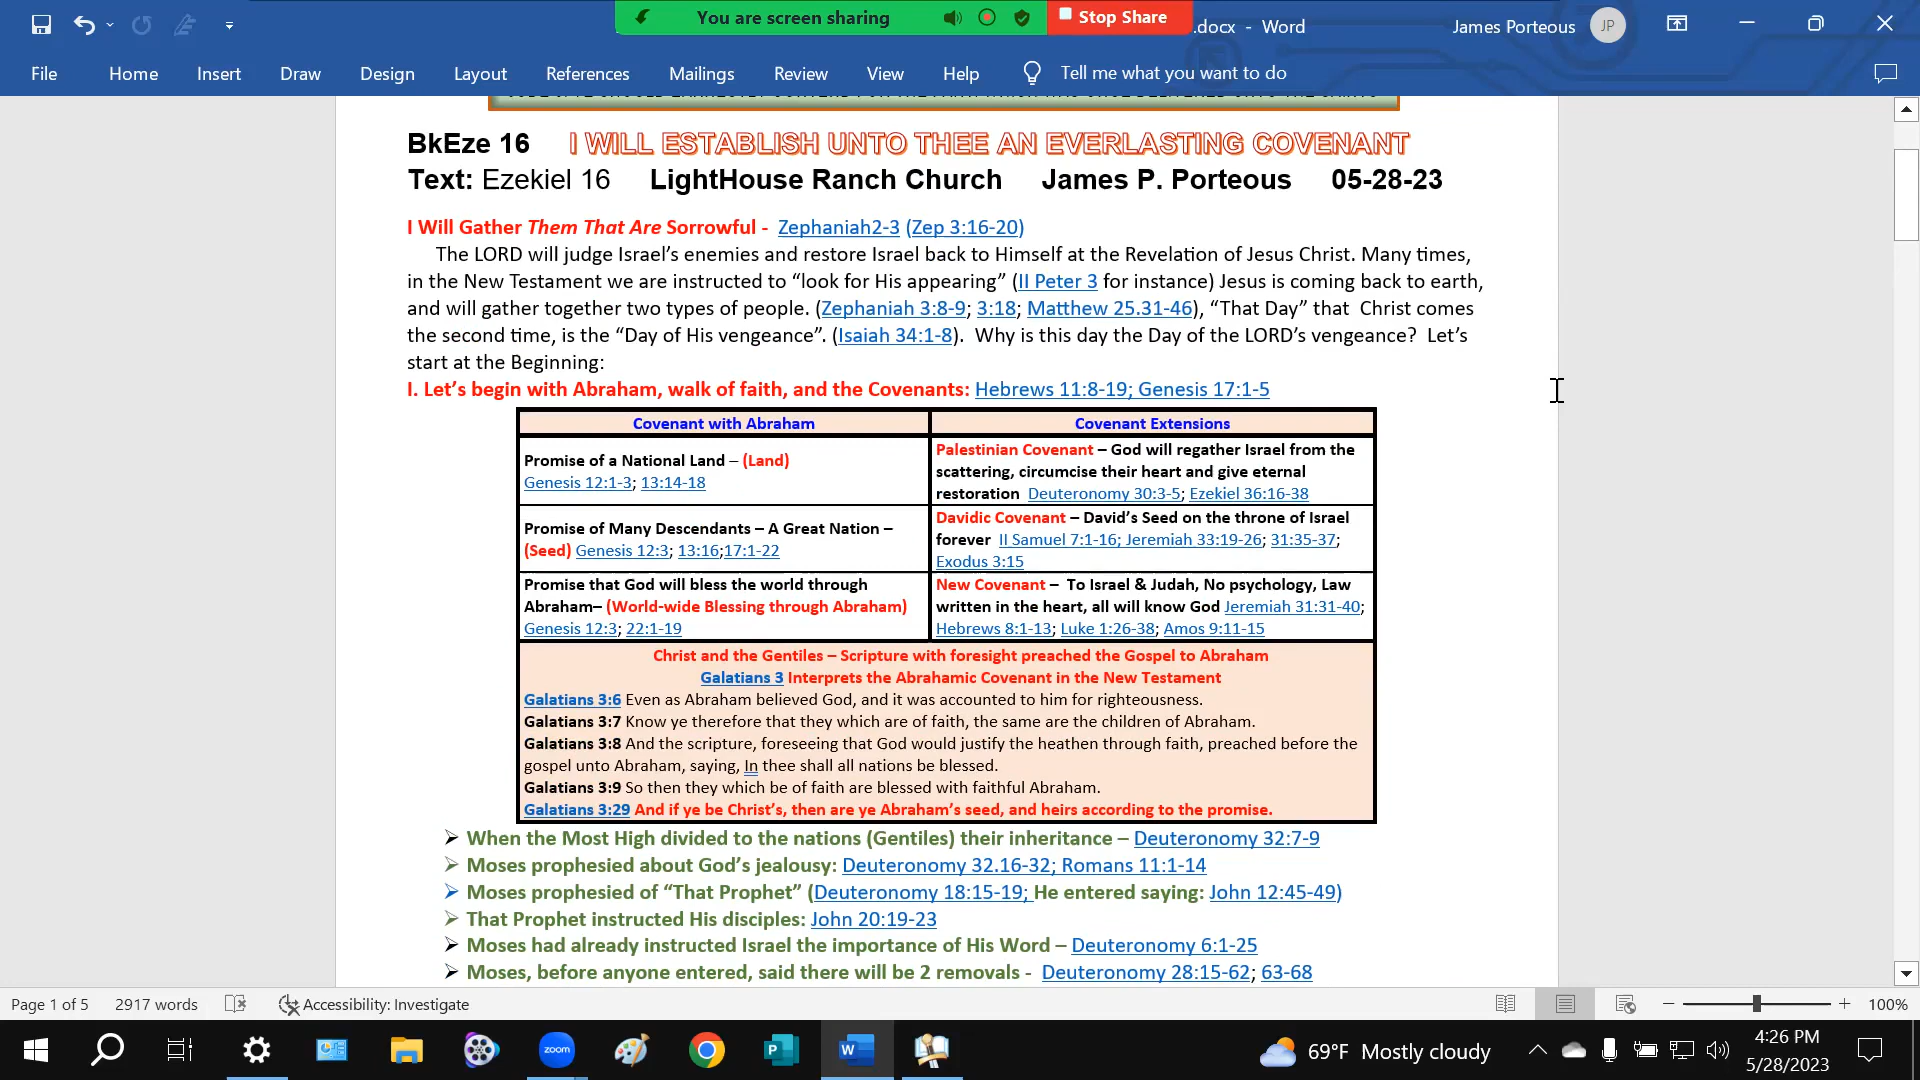 You are screen sharing
Stop Share
.docx - Word
James Porteous
JP
File Home Insert Draw Design Layout References Mailings Review View Help Tell me what you want to do
BkEze 16 I WILL ESTABLISH UNTO THEE AN EVERLASTING COVENANT
Text: Ezekiel 16 LightHouse Ranch Church James P. Porteous 05-28-23
I Will Gather Them That Are Sorrowful - Zephaniah2-3 (Zep 3:16-20)
The LORD will judge Israel’s enemies and restore Israel back to Himself at the Revelation of Jesus Christ. Many times,
in the New Testament we are instructed to “look for His appearing” (II Peter 3 for instance) Jesus is coming back to earth,
and will gather together two types of people. (Zephaniah 3:8-9; 3:18; Matthew 25.31-46), “That Day” that Christ comes
the second time, is the “Day of His vengeance”. (Isaiah 34:1-8). Why is this day the Day of the LORD’s vengeance? Let’s
start at the Beginning:
I. Let’s begin with Abraham, walk of faith, and the Covenants: Hebrews 11:8-19; Genesis 17:1-5
Covenant with Abraham
Covenant Extensions
Promise of a National Land – (Land)
Genesis 12:1-3; 13:14-18
Palestinian Covenant – God will regather Israel from the
scattering, circumcise their heart and give eternal
restoration Deuteronomy 30:3-5; Ezekiel 36:16-38
Promise of Many Descendants – A Great Nation –
(Seed) Genesis 12:3; 13:16;17:1-22
Davidic Covenant – David’s Seed on the throne of Israel
forever II Samuel 7:1-16; Jeremiah 33:19-26; 31:35-37;
Exodus 3:15
Promise that God will bless the world through
Abraham– (World-wide Blessing through Abraham)
Genesis 12:3; 22:1-19
New Covenant – To Israel & Judah, No psychology, Law
written in the heart, all will know God Jeremiah 31:31-40;
Hebrews 8:1-13; Luke 1:26-38; Amos 9:11-15
Christ and the Gentiles – Scripture with foresight preached the Gospel to Abraham
Galatians 3 Interprets the Abrahamic Covenant in the New Testament
Galatians 3:6 Even as Abraham believed God, and it was accounted to him for righteousness.
Galatians 3:7 Know ye therefore that they which are of faith, the same are the children of Abraham.
Galatians 3:8 And the scripture, foreseeing that God would justify the heathen through faith, preached before the
gospel unto Abraham, saying, In thee shall all nations be blessed.
Galatians 3:9 So then they which be of faith are blessed with faithful Abraham.
Galatians 3:29 And if ye be Christ’s, then are ye Abraham’s seed, and heirs according to the promise.
When the Most High divided to the nations (Gentiles) their inheritance – Deuteronomy 32:7-9
Moses prophesied about God’s jealousy: Deuteronomy 32.16-32; Romans 11:1-14
Moses prophesied of “That Prophet” (Deuteronomy 18:15-19; He entered saying: John 12:45-49)
That Prophet instructed His disciples: John 20:19-23
Moses had already instructed Israel the importance of His Word – Deuteronomy 6:1-25
Moses, before anyone entered, said there will be 2 removals - Deuteronomy 28:15-62; 63-68
Page 1 of 5 2917 words Accessibility: Investigate 100%
zoom
P
W
69°F Mostly cloudy
4:26 PM
5/28/2023